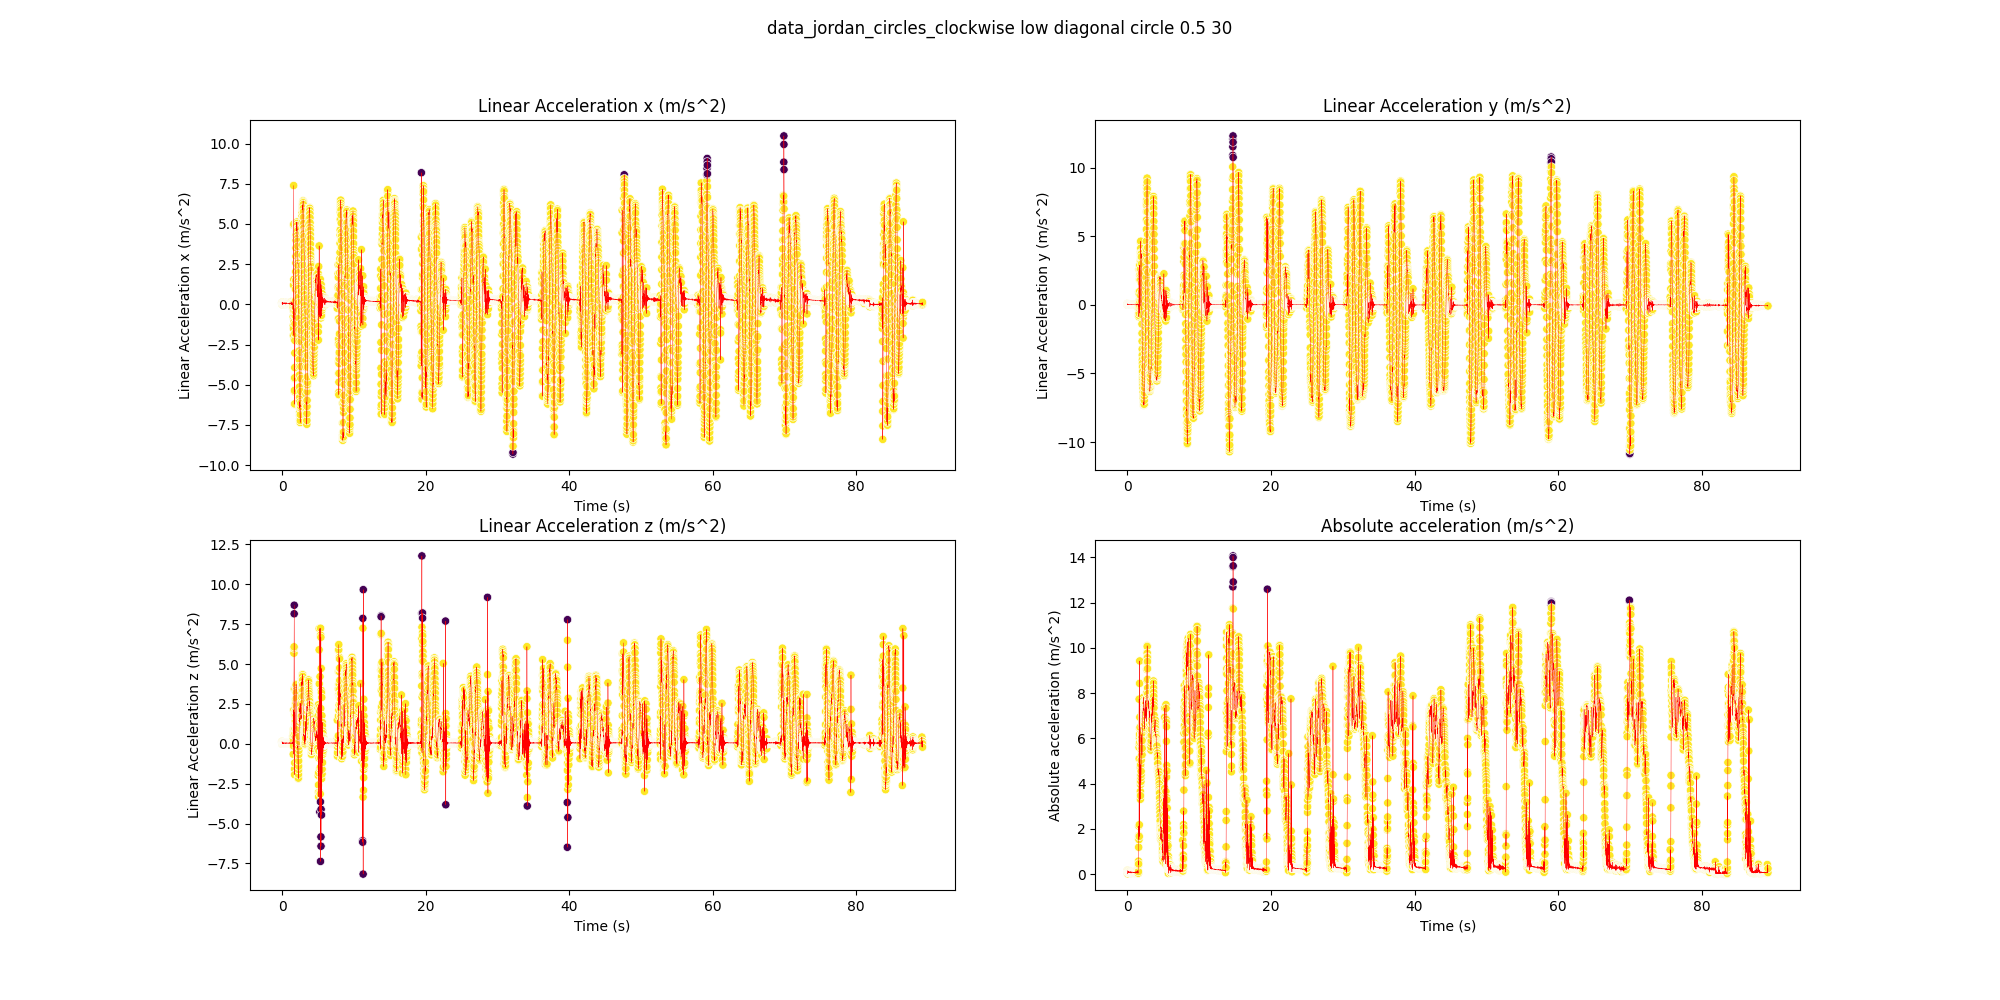 data_jordan_circles_clockwise low diagonal circle 0.5 30
Linear Acceleration x (m/s^2)
Linear Acceleration x (m/s^2)
10.0
7.5
5.0
2.5
0.0
−2.5
−5.0
−7.5
−10.0
0 20 40 60 80
Time (s)
Linear Acceleration y (m/s^2)
Linear Acceleration y (m/s^2)
10
5
0
−5
−10
0 20 40 60 80
Time (s)
Linear Acceleration z (m/s^2)
Linear Acceleration z (m/s^2)
12.5
10.0
7.5
5.0
2.5
0.0
−2.5
−5.0
−7.5
0 20 40 60 80
Time (s)
Absolute acceleration (m/s^2)
Absolute acceleration (m/s^2)
14
12
10
8
6
4
2
0
0 20 40 60 80
Time (s)